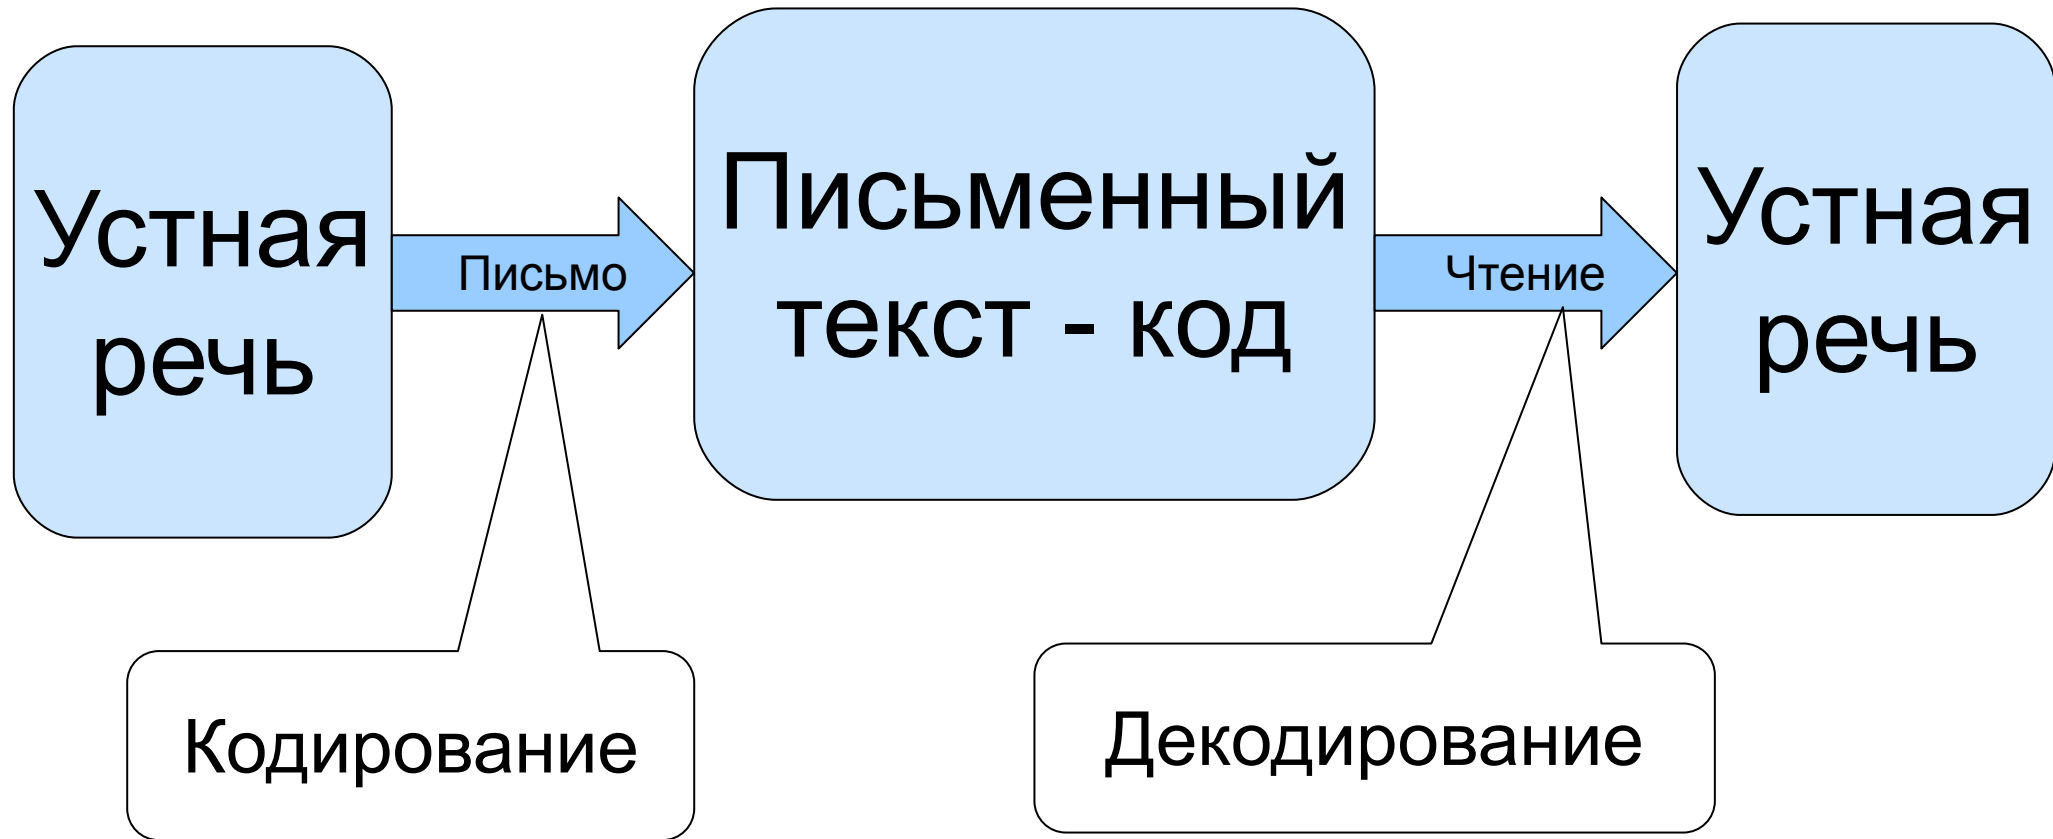 Устная
речь
Письмо
Письменный
текст - код
Чтение
Устная
речь
Кодирование
Декодирование